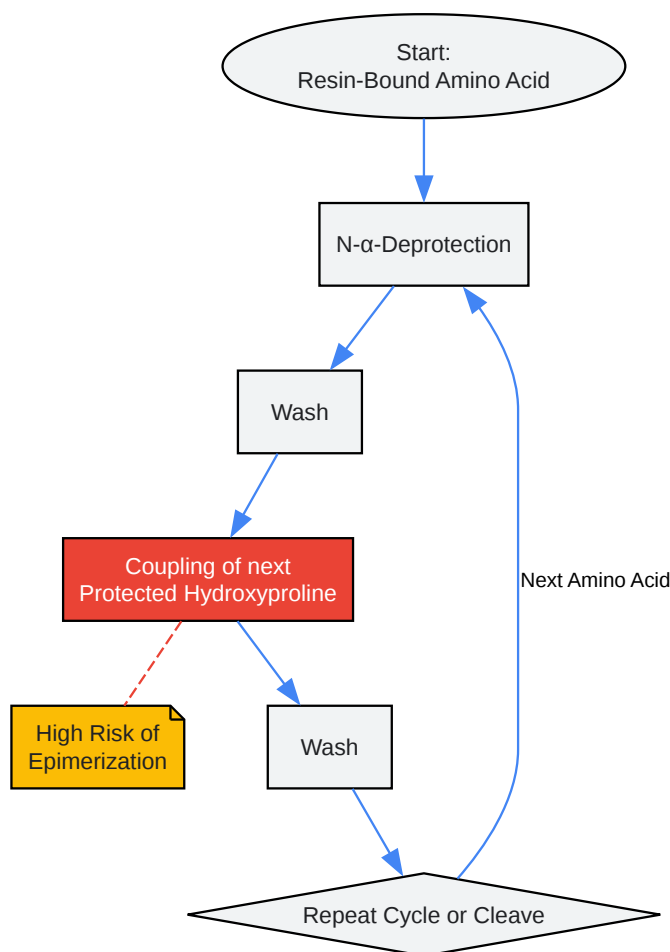 Start:
Resin-Bound Amino Acid
N-α-Deprotection
Wash
Coupling of next
Protected Hydroxyproline
Next Amino Acid
High Risk of
Epimerization
Wash
Repeat Cycle or Cleave